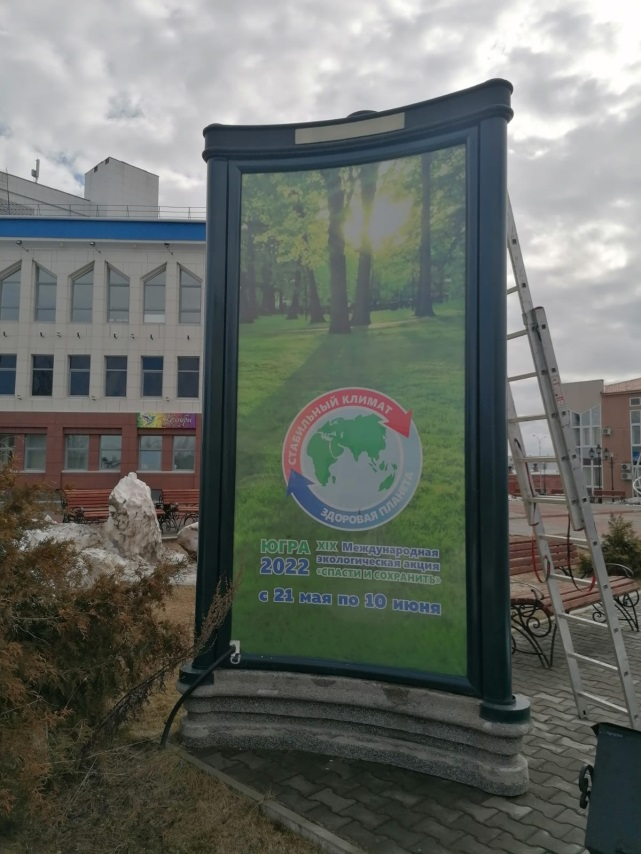 СТАБИЛЬНЫЙ КЛИМАТ
ЗДОРОВАЯ ПЛАНЕТА
ЮГРА
2022
XIX Международная
экологическая акция
«СПАСТИ И СОХРАНИТЬ»
с 21 мая по 10 июня